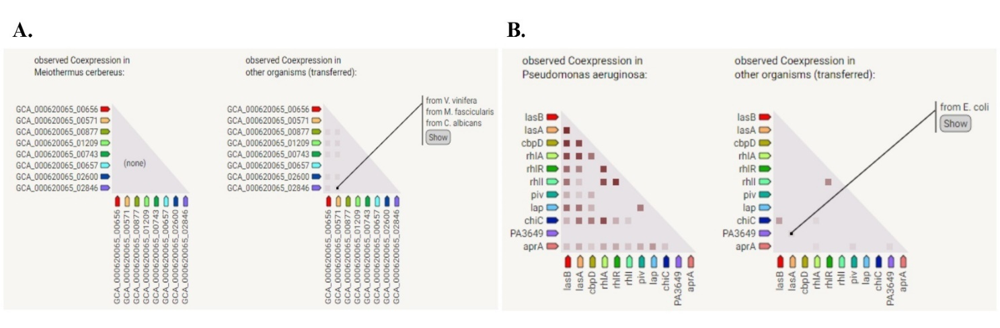 A.
observed Coexpression in
Meiothermus cerbereus:
observed Coexpression in
other organisms (transferred):
GCA_000620065_00656
GCA_000620065_00571
GCA_000620065_00877
GCA_000620065_01209
GCA_000620065_00743
GCA_000620065_00657
GCA_000620065_02600
GCA_000620065_02846
(none)
GCA_000620065_00656
GCA_000620065_00571
GCA_000620065_00877
GCA_000620065_01209
GCA_000620065_00743
GCA_000620065_00657
GCA_000620065_02600
GCA_000620065_02846
GCA_000620065_00656
GCA_000620065_00571
GCA_000620065_00877
GCA_000620065_01209
GCA_000620065_00743
GCA_000620065_00657
GCA_000620065_02600
GCA_000620065_02846
from V. vinifera
from M. fascicularis
from C. albicans
Show
GCA_000620065_00656
GCA_000620065_00571
GCA_000620065_00877
GCA_000620065_01209
GCA_000620065_00743
GCA_000620065_00657
GCA_000620065_02600
GCA_000620065_02846
B.
observed Coexpression in
Pseudomonas aeruginosa:
observed Coexpression in
other organisms (transferred):
lasB
lasA
cbpD
rhlA
rhlR
rhlI
piv
lap
chiC
PA3649
aprA
lasB
lasA
cbpD
rhlA
rhlR
rhlI
piv
lap
chiC
PA3649
aprA
lasB
lasA
cbpD
rhlA
rhlR
rhlI
piv
lap
chiC
PA3649
aprA
from E. coli
Show
lasB
lasA
cbpD
rhlA
rhlR
rhlI
piv
lap
chiC
PA3649
aprA